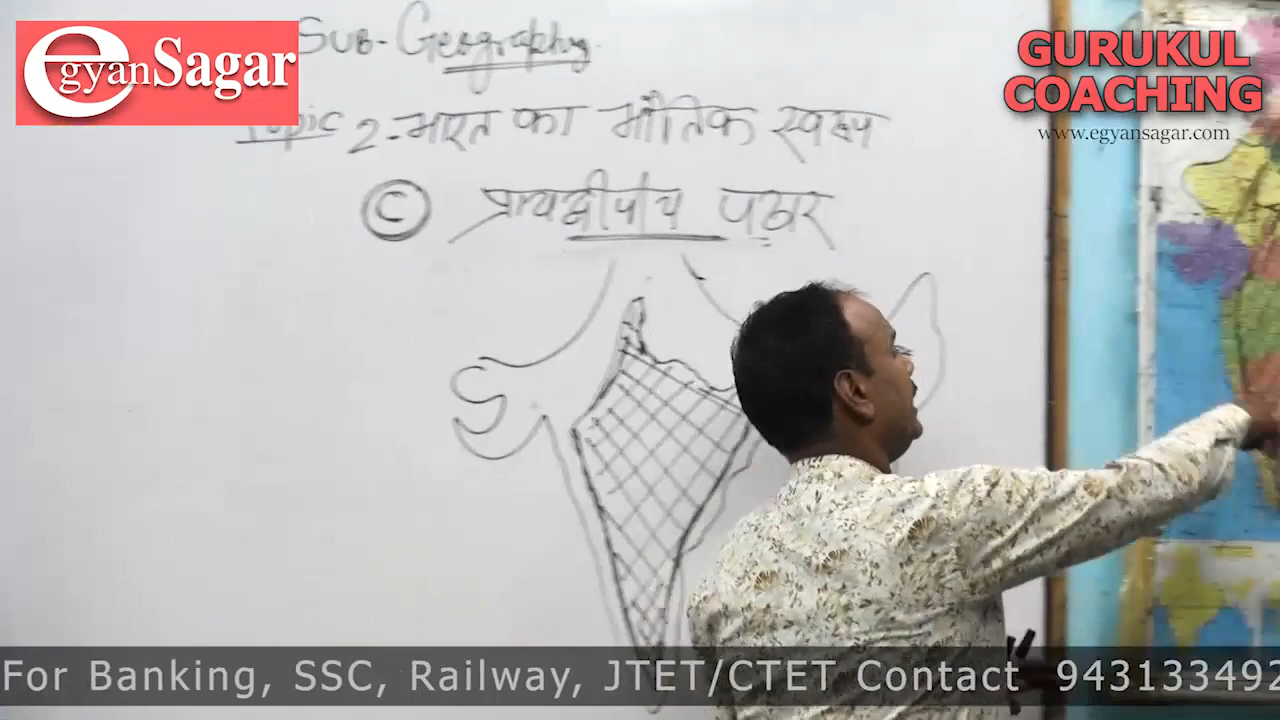 egyanSagar
Sub-Geography
GURUKUL
COACHING
www.egyansagar.com
Topic 2-भारत का भौतिक स्वरूप
C प्रायद्वीपीय पठार
For Banking, SSC, Railway, JTET/CTET Contact 943133492